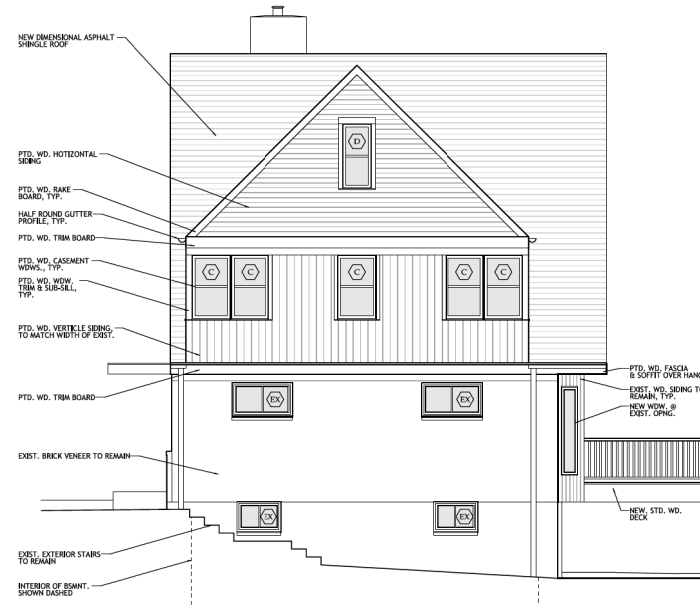 NEW DIMENSIONAL ASPHALT
SHINGLE ROOF
D
PTD. WD. HOTIZONTAL
SIDING
PTD. WD. RAKE
BOARD, TYP.
HALF ROUND GUTTER
PROFILE, TYP.
PTD. WD. TRIM BOARD
PTD. WD. CASEMENT
WDWS., TYP.
C C C C C
PTD. WD. WDW.
TRIM & SUB-SILL,
TYP.
PTD. WD. VERTICLE SIDING,
TO MATCH WIDTH OF EXIST.
PTD. WD. FASCIA
& SOFFIT OVER HANG
EXIST. WD. SIDING TO
REMAIN, TYP.
PTD. WD. TRIM BOARD
EX EX
NEW WDW. @
EXIST. OPNG.
EXIST. BRICK VENEER TO REMAIN
EX EX
NEW. STD. WD.
DECK
EXIST. EXTERIOR STAIRS
TO REMAIN
INTERIOR OF BSMNT.
SHOWN DASHED